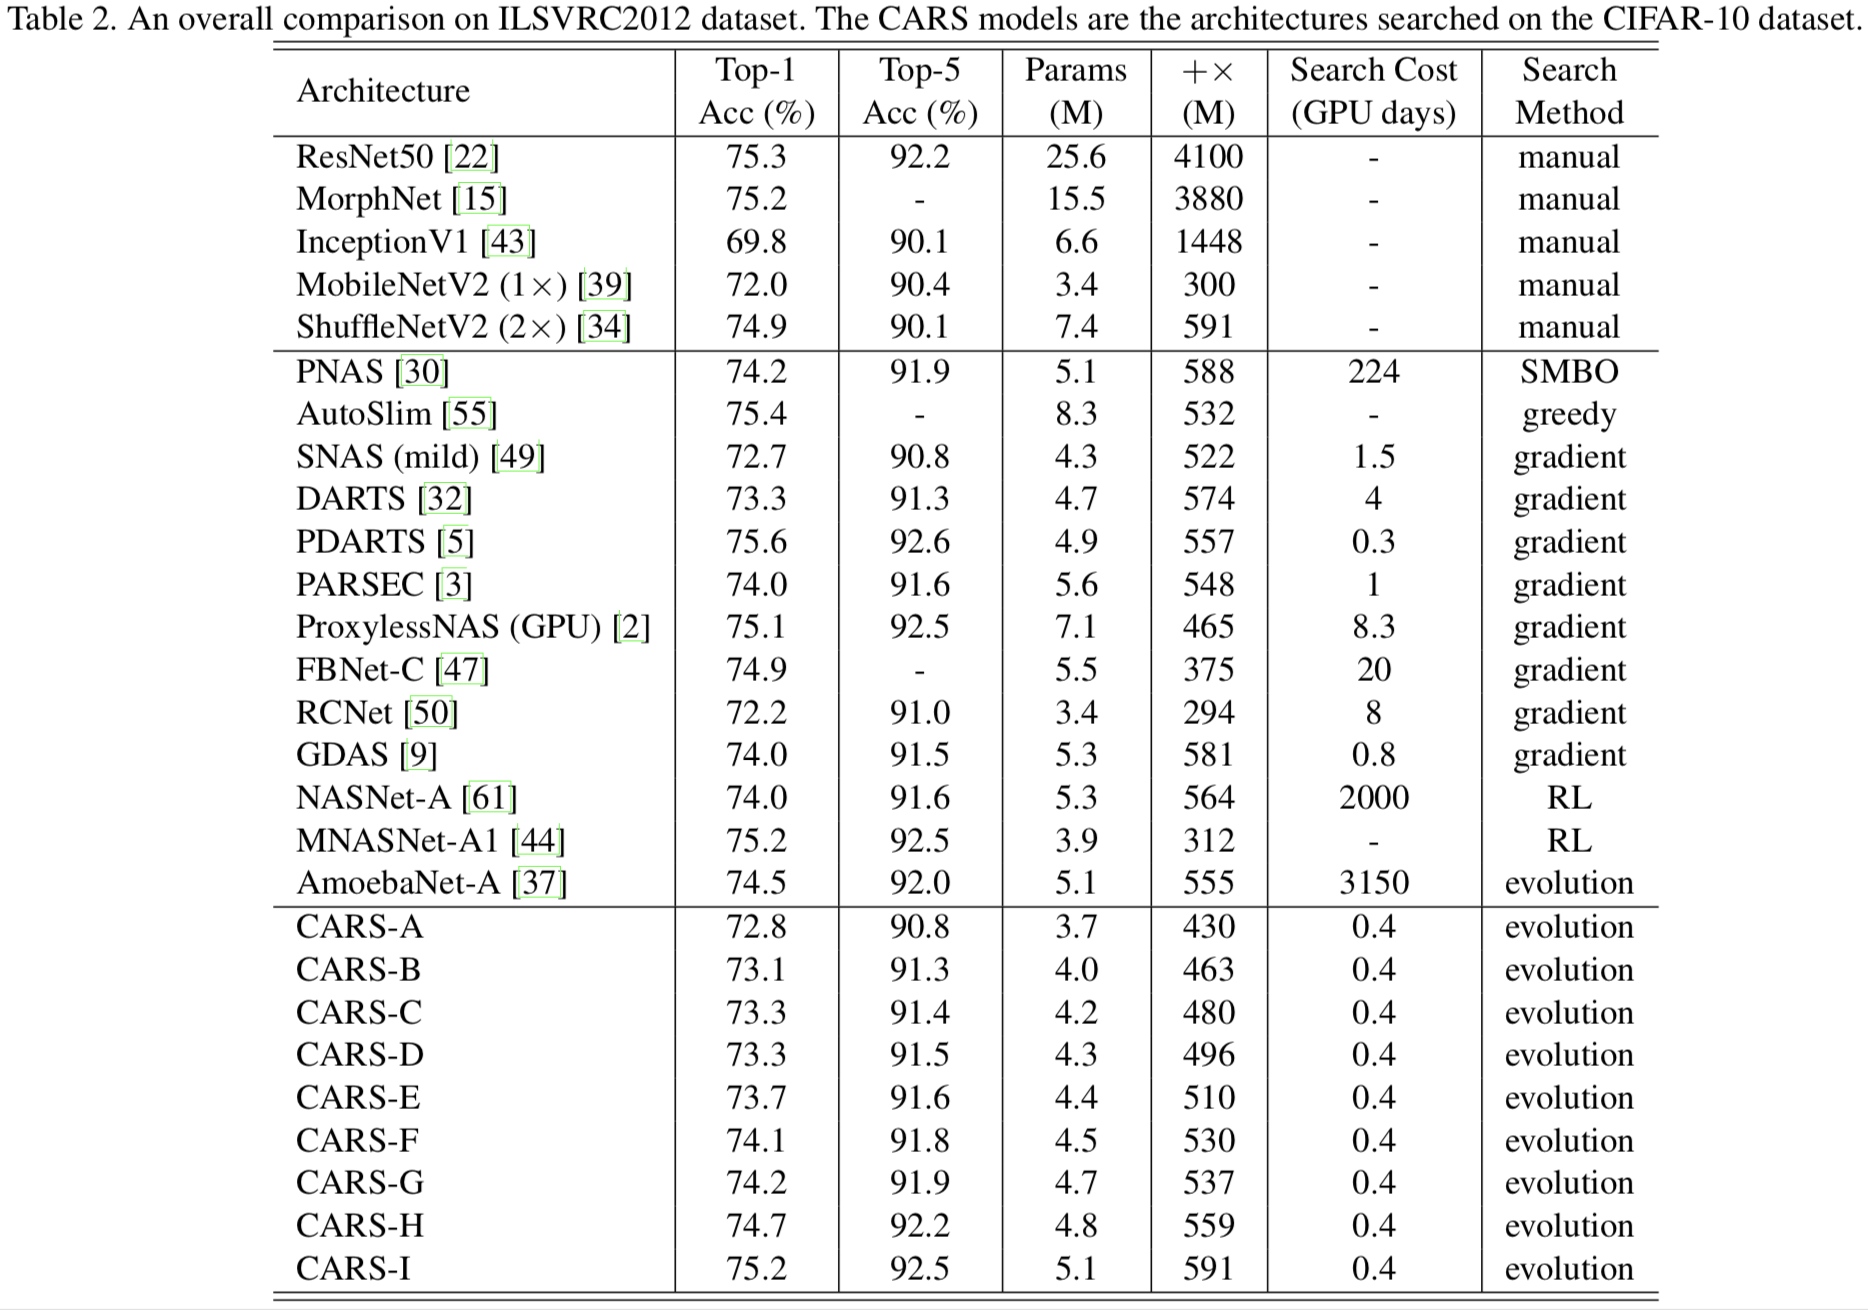 Table 2. An overall comparison on ILSVRC2012 dataset. The CARS models are the architectures searched on the CIFAR-10 dataset.
Architecture Top-1 Acc (%) Top-5 Acc (%) Params (M) +× (M) Search Cost (GPU days) Search Method
ResNet50 [22] 75.3 92.2 25.6 4100 - manual
MorphNet [15] 75.2 - 15.5 3880 - manual
InceptionV1 [43] 69.8 90.1 6.6 1448 - manual
MobileNetV2 (1×) [39] 72.0 90.4 3.4 300 - manual
ShuffleNetV2 (2×) [34] 74.9 90.1 7.4 591 - manual
PNAS [30] 74.2 91.9 5.1 588 224 SMBO
AutoSlim [55] 75.4 - 8.3 532 - greedy
SNAS (mild) [49] 72.7 90.8 4.3 522 1.5 gradient
DARTS [32] 73.3 91.3 4.7 574 4 gradient
PDARTS [5] 75.6 92.6 4.9 557 0.3 gradient
PARSEC [3] 74.0 91.6 5.6 548 1 gradient
ProxylessNAS (GPU) [2] 75.1 92.5 7.1 465 8.3 gradient
FBNet-C [47] 74.9 - 5.5 375 20 gradient
RCNet [50] 72.2 91.0 3.4 294 8 gradient
GDAS [9] 74.0 91.5 5.3 581 0.8 gradient
NASNet-A [61] 74.0 91.6 5.3 564 2000 RL
MNASNet-A1 [44] 75.2 92.5 3.9 312 - RL
AmoebaNet-A [37] 74.5 92.0 5.1 555 3150 evolution
CARS-A 72.8 90.8 3.7 430 0.4 evolution
CARS-B 73.1 91.3 4.0 463 0.4 evolution
CARS-C 73.3 91.4 4.2 480 0.4 evolution
CARS-D 73.3 91.5 4.3 496 0.4 evolution
CARS-E 73.7 91.6 4.4 510 0.4 evolution
CARS-F 74.1 91.8 4.5 530 0.4 evolution
CARS-G 74.2 91.9 4.7 537 0.4 evolution
CARS-H 74.7 92.2 4.8 559 0.4 evolution
CARS-I 75.2 92.5 5.1 591 0.4 evolution